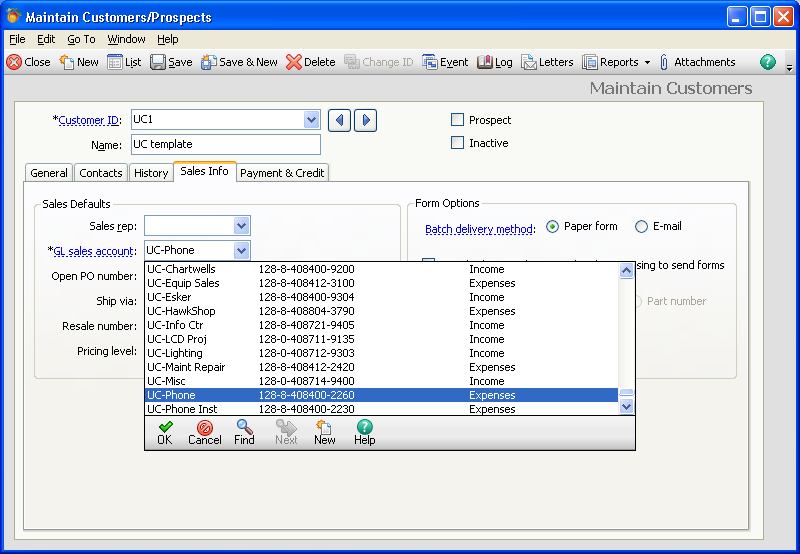 Maintain Customers/Prospects
File Edit Go To Window Help
Close New List Save Save & New Delete Change ID Event Log Letters Reports Attachments
Maintain Customers
*Customer ID: UC1
Prospect
Name: UC template
Inactive
General Contacts History Sales Info Payment & Credit
Sales Defaults
Form Options
Sales rep:
Batch delivery method: Paper form E-mail
*GL sales account: UC-Phone
Open PO number:
Ship via:
Resale number:
Pricing level:
sing to send forms
Part number
UC-Chartwells 128-8-408400-9200 Income
UC-Equip Sales 128-8-408412-3100 Expenses
UC-Esker 128-8-408400-9304 Income
UC-HawkShop 128-8-408804-3790 Expenses
UC-Info Ctr 128-8-408721-9405 Income
UC-LCD Proj 128-0-408711-9135 Income
UC-Lighting 128-0-408712-9303 Income
UC-Maint Repair 128-8-408412-2420 Expenses
UC-Misc 128-0-408714-9400 Income
UC-Phone 128-8-408400-2260 Expenses
UC-Phone Inst 128-8-408400-2230 Expenses
OK Cancel Find Next New Help